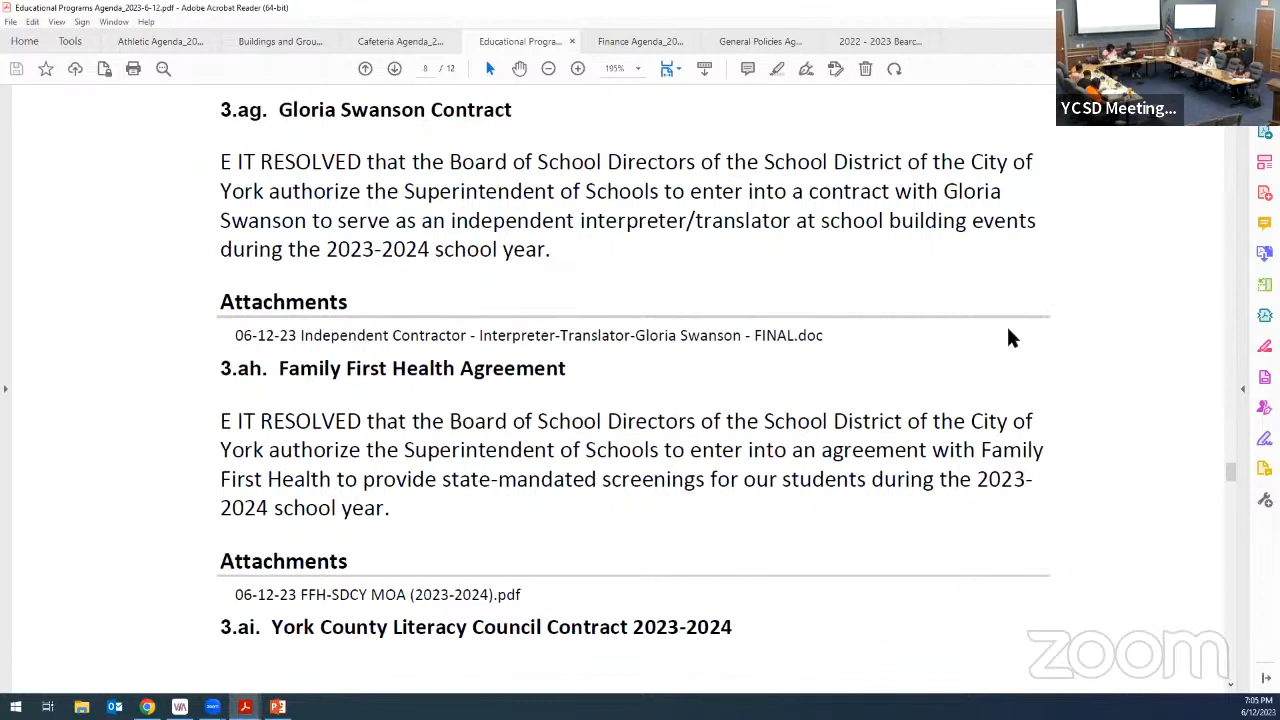 Educational Programs Agenda_2023-6-12.pdf - Adobe Acrobat Reader (64-bit)
File Edit View Sign Window Help
Home Tools Athletic Agenda_20... Buildings and Grou... Cafeteria Agenda_2... Educational Progra... × Finance Agenda_20... General Policies Ag... 2022 - 2023 Bearc...
8 / 12 195%
YCSD Meeting...
3.ag. Gloria Swanson Contract
E IT RESOLVED that the Board of School Directors of the School District of the City of
York authorize the Superintendent of Schools to enter into a contract with Gloria
Swanson to serve as an independent interpreter/translator at school building events
during the 2023-2024 school year.
Attachments
06-12-23 Independent Contractor - Interpreter-Translator-Gloria Swanson - FINAL.doc
3.ah. Family First Health Agreement
E IT RESOLVED that the Board of School Directors of the School District of the City of
York authorize the Superintendent of Schools to enter into an agreement with Family
First Health to provide state-mandated screenings for our students during the 2023-
2024 school year.
Attachments
06-12-23 FFH-SDCY MOA (2023-2024).pdf
3.ai. York County Literacy Council Contract 2023-2024
zoom
7:05 PM
6/12/2023